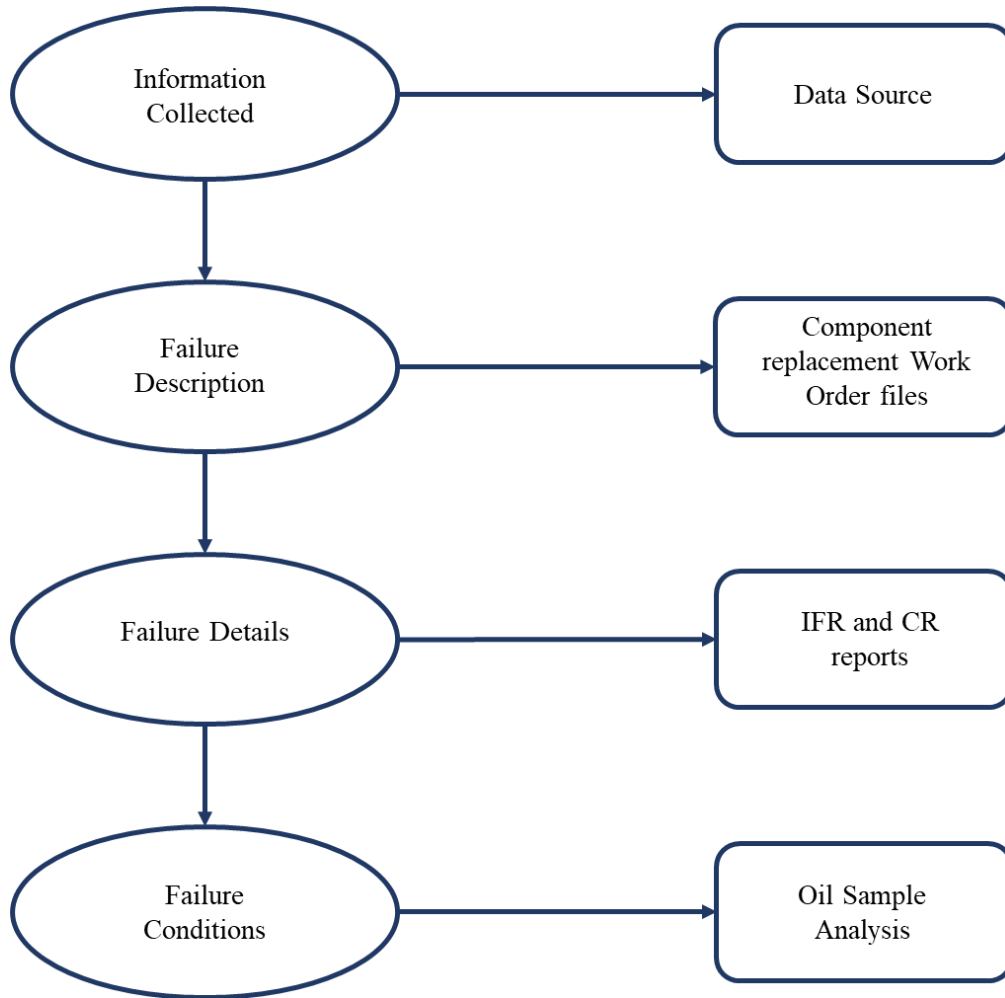 Information
Collected
Data Source
Failure
Description
Component
replacement Work
Order files
Failure Details
IFR and CR
reports
Failure
Conditions
Oil Sample
Analysis